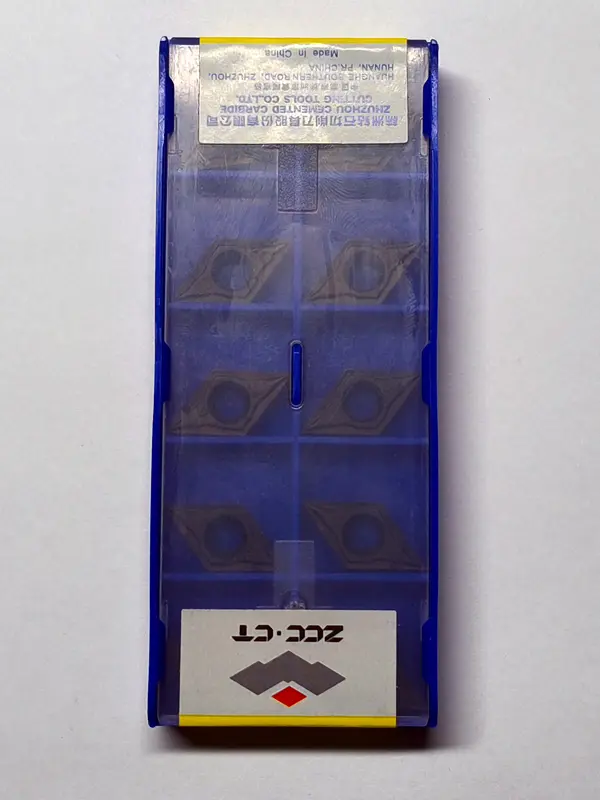 ZCC·CT
株洲钻石切削刀具股份有限公司
ZHUZHOU CEMENTED CARBIDE
CUTTING TOOLS CO.,LTD.
HUANGHE SOUTHERN ROAD, ZHUZHOU,
HUNAN, PR.CHINA
Made in China